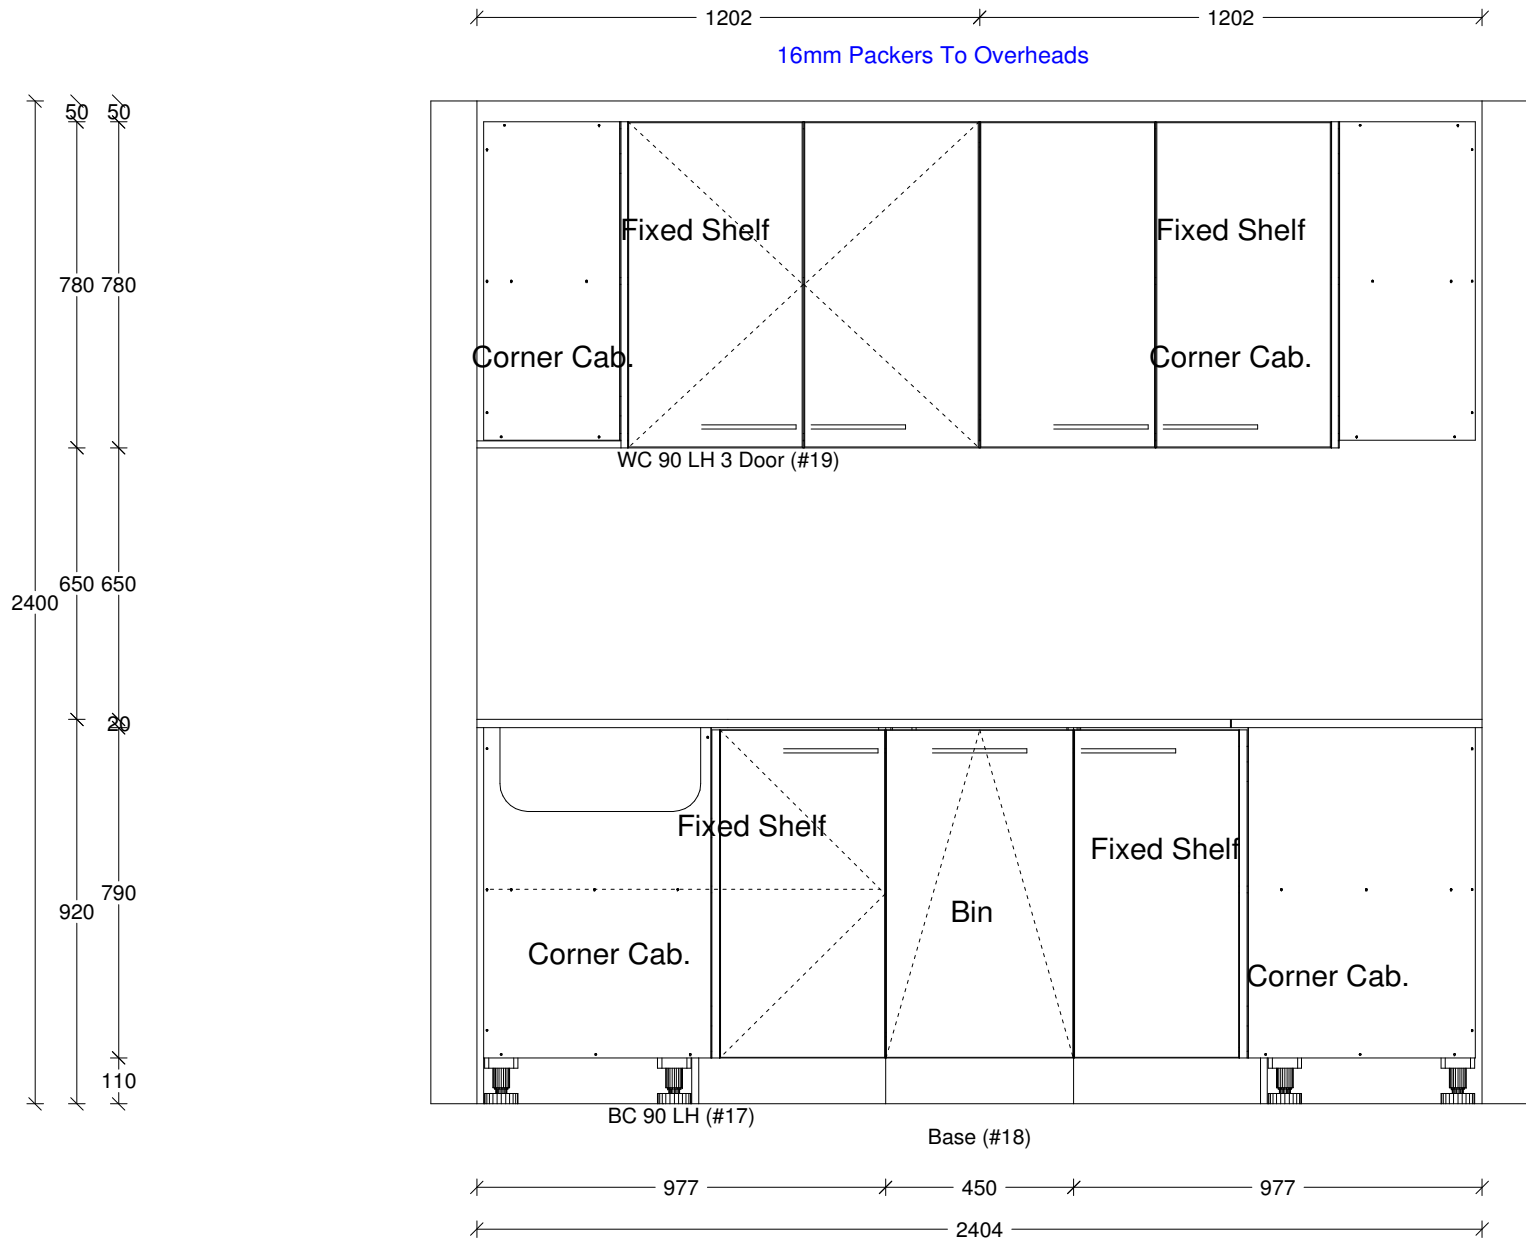 1202 1202
16mm Packers To Overheads
50 50
Fixed Shelf Fixed Shelf
780 780
Corner Cab. Corner Cab.
WC 90 LH 3 Door (#19)
650 650
2400
20
Fixed Shelf
Fixed Shelf
790
920
Bin
Corner Cab.
Corner Cab.
110
BC 90 LH (#17)
Base (#18)
977 450 977
2404